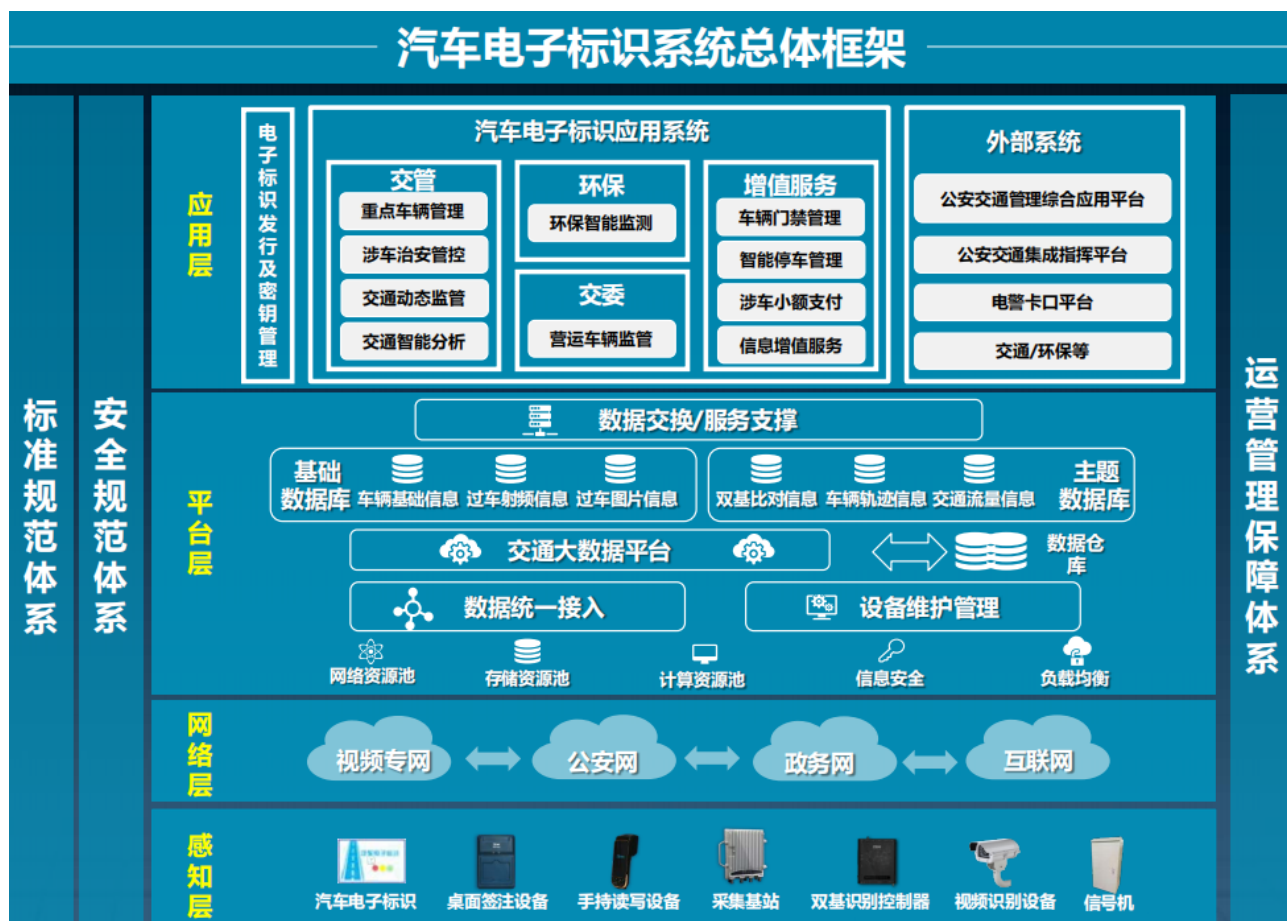 汽车电子标识系统总体框架
标准规范体系
安全规范体系
应用层
电子标识发行及密钥管理
汽车电子标识应用系统
交管
重点车辆管理
涉车治安管控
交通动态监管
交通智能分析
环保
环保智能监测
交委
营运车辆监管
增值服务
车辆门禁管理
智能停车管理
涉车小额支付
信息增值服务
外部系统
公安交通管理综合应用平台
公安交通集成指挥平台
电警卡口平台
交通/环保等
平台层
数据交换/服务支撑
基础
数据库
车辆基础信息
过车射频信息
过车图片信息
双基比对信息
车辆轨迹信息
交通流量信息
主题
数据库
交通大数据平台
数据仓
库
数据统一接入
设备维护管理
网络资源池
存储资源池
计算资源池
信息安全
负载均衡
网络层
视频专网
公安网
政务网
互联网
感知层
汽车电子标识
桌面签注设备
手持读写设备
采集基站
双基识别控制器
视频识别设备
信号机
运营管理保障体系